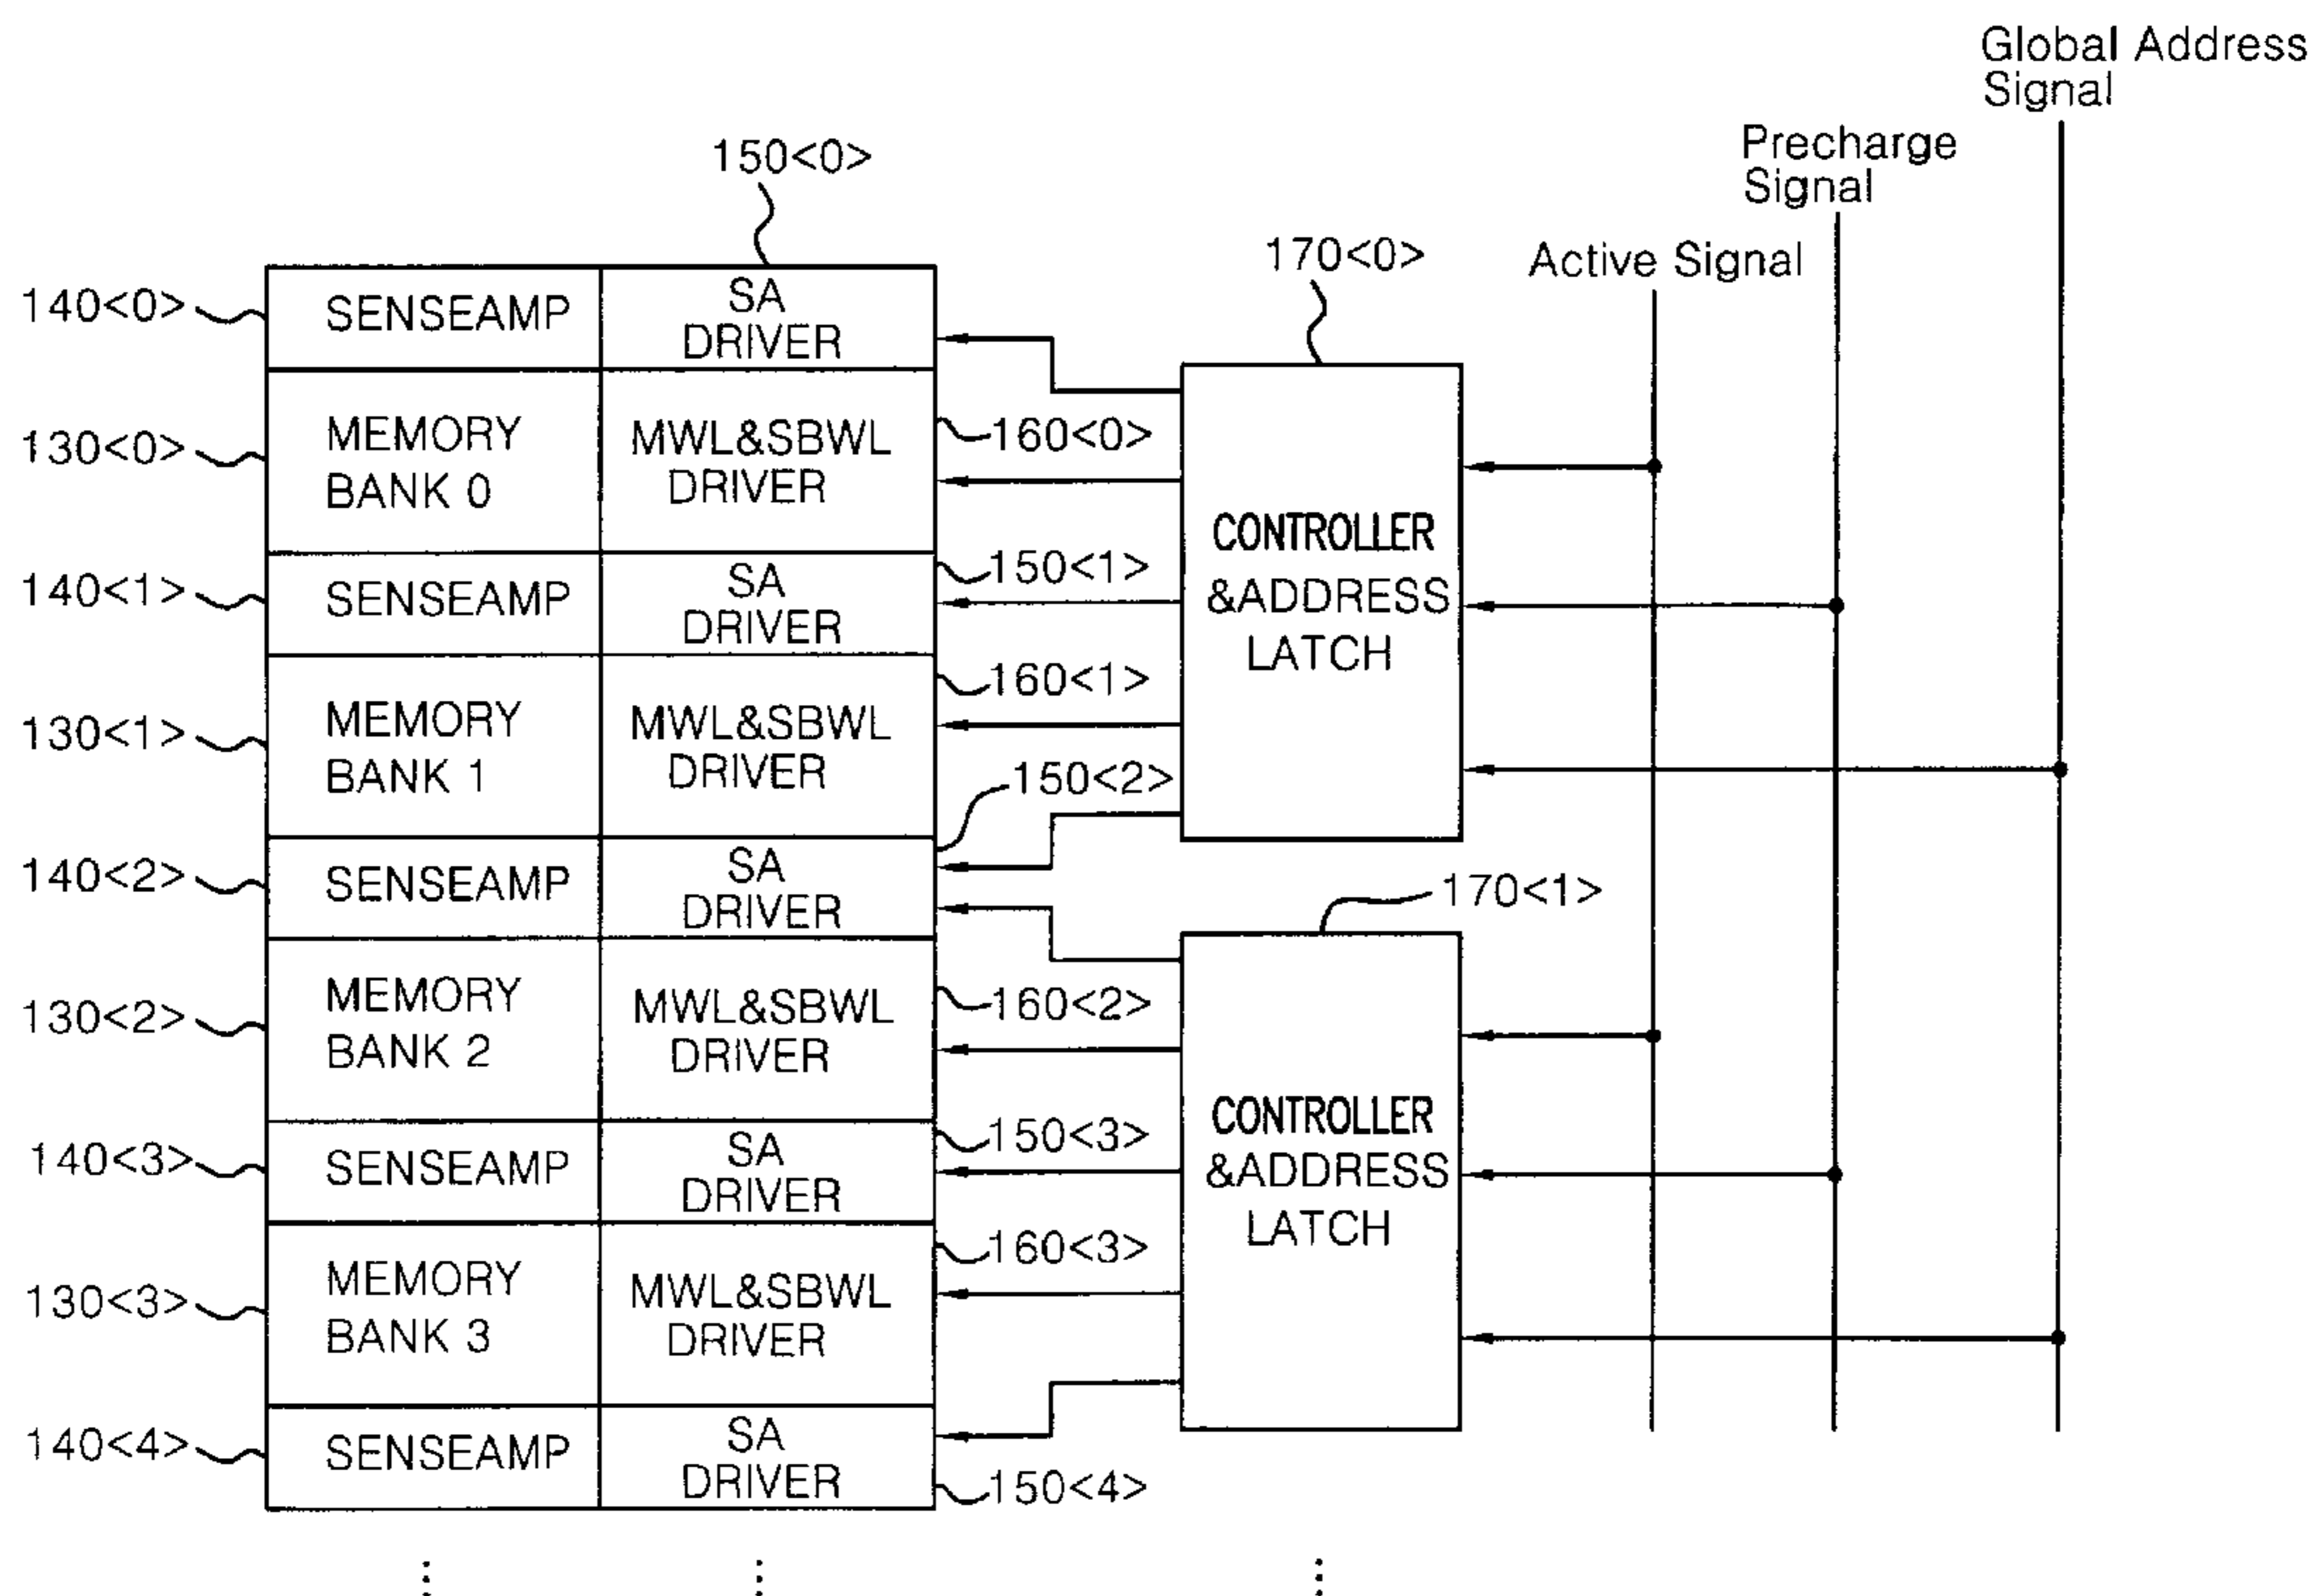 Global Address
Signal
Precharge
Signal
Active Signal
150<0>
170<0>
140<0>
SENSEAMP
SA
DRIVER
130<0>
MEMORY
BANK 0
MWL&SBWL
DRIVER
160<0>
140<1>
SENSEAMP
SA
DRIVER
150<1>
CONTROLLER
&ADDRESS
LATCH
130<1>
MEMORY
BANK 1
MWL&SBWL
DRIVER
160<1>
150<2>
140<2>
SENSEAMP
SA
DRIVER
170<1>
130<2>
MEMORY
BANK 2
MWL&SBWL
DRIVER
160<2>
140<3>
SENSEAMP
SA
DRIVER
150<3>
CONTROLLER
&ADDRESS
LATCH
130<3>
MEMORY
BANK 3
MWL&SBWL
DRIVER
160<3>
140<4>
SENSEAMP
SA
DRIVER
150<4>